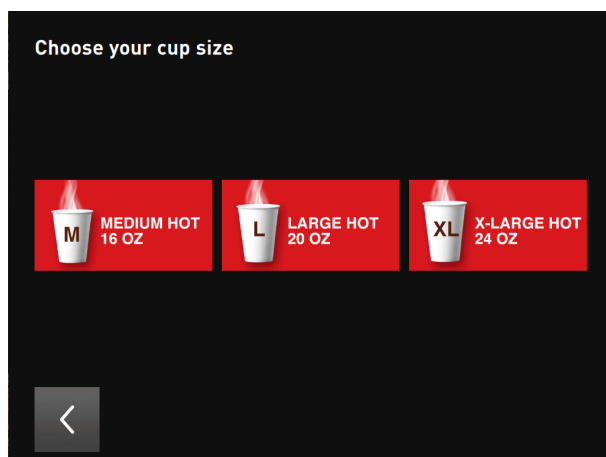 Choose your cup size
M
MEDIUM HOT
16 OZ
L
LARGE HOT
20 OZ
XL
X-LARGE HOT
24 OZ